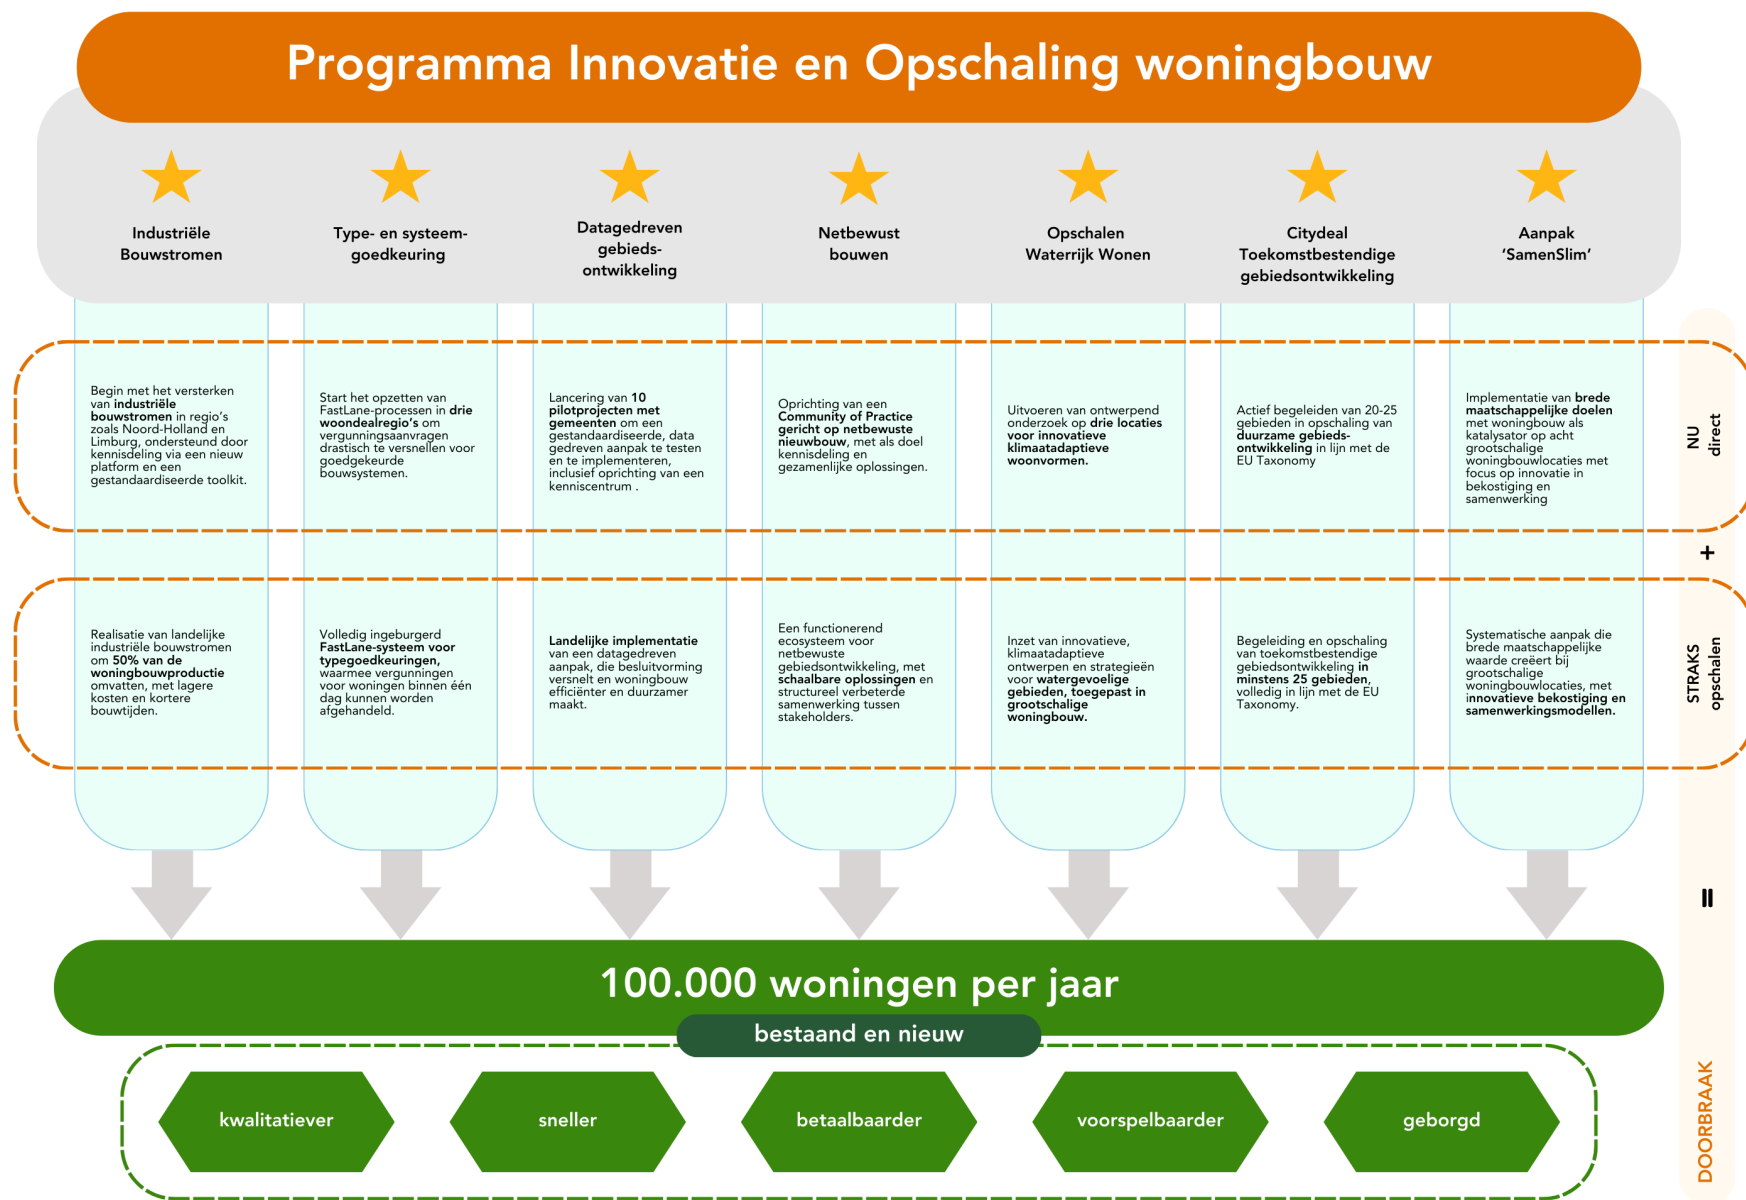 Programma Innovatie en Opschaling woningbouw
Industriële
Bouwstromen
Type- en systeem-
goedkeuring
Datagedreven
gebieds-
ontwikkeling
Netbewust
bouwen
Opschalen
Waterrijk Wonen
Citydeal
Toekomstbestendige
gebiedsontwikkeling
Aanpak
‘SamenSlim’
Begin met het versterken
van industriële
bouwstromen in regio’s
zoals Noord-Holland en
Limburg, ondersteund door
kennisdeling via een nieuw
platform en een
gestandaardiseerde toolkit.
Start het opzetten van
FastLane-processen in drie
woondealregio’s om
vergunningsaanvragen
drastisch te versnellen voor
goedgekeurde
bouwsystemen.
Lancering van 10
pilotprojecten met
gemeenten om een
gestandaardiseerde, data
gedreven aanpak te testen
en te implementeren,
inclusief oprichting van een
kenniscentrum .
Oprichting van een
Community of Practice
gericht op netbewuste
nieuwbouw, met als doel
kennisdeling en
gezamenlijke oplossingen.
Uitvoeren van ontwerpend
onderzoek op drie locaties
voor innovatieve
klimaatadaptieve
woonvormen.
Actief begeleiden van 20-25
gebieden in opschaling van
duurzame gebieds-
ontwikkeling in lijn met de
EU Taxonomy
Implementatie van brede
maatschappelijke doelen
met woningbouw als
katalysator op acht
grootschalige
woningbouwlocaties met
focus op innovatie in
bekostiging en
samenwerking
NU
direct
+
Realisatie van landelijke
industriële bouwstromen
om 50% van de
woningbouwproductie
omvatten, met lagere
kosten en kortere
bouwtijden.
Volledig ingeburgerd
FastLane-systeem voor
typegoedkeuringen,
waarmee vergunningen
voor woningen binnen één
dag kunnen worden
afgehandeld.
Landelijke implementatie
van een datagedreven
aanpak, die besluitvorming
versnelt en woningbouw
efficiënter en duurzamer
maakt.
Een functionerend
ecosysteem voor
netbewuste
gebiedsontwikkeling, met
schaalbare oplossingen en
structureel verbeterde
samenwerking tussen
stakeholders.
Inzet van innovatieve,
klimaatadaptieve
ontwerpen en strategieën
voor watergevoelige
gebieden, toegepast in
grootschalige
woningbouw.
Begeleiding en opschaling
van toekomstbestendige
gebiedsontwikkeling in
minstens 25 gebieden,
volledig in lijn met de EU
Taxonomy.
Systematische aanpak die
brede maatschappelijke
waarde creëert bij
grootschalige
woningbouwlocaties, met
innovatieve bekostiging en
samenwerkingsmodellen.
STRAKS
opschalen
=
100.000 woningen per jaar
bestaand en nieuw
kwalitatiever
sneller
betaalbaarder
voorspelbaarder
geborgd
DOORBRAAK